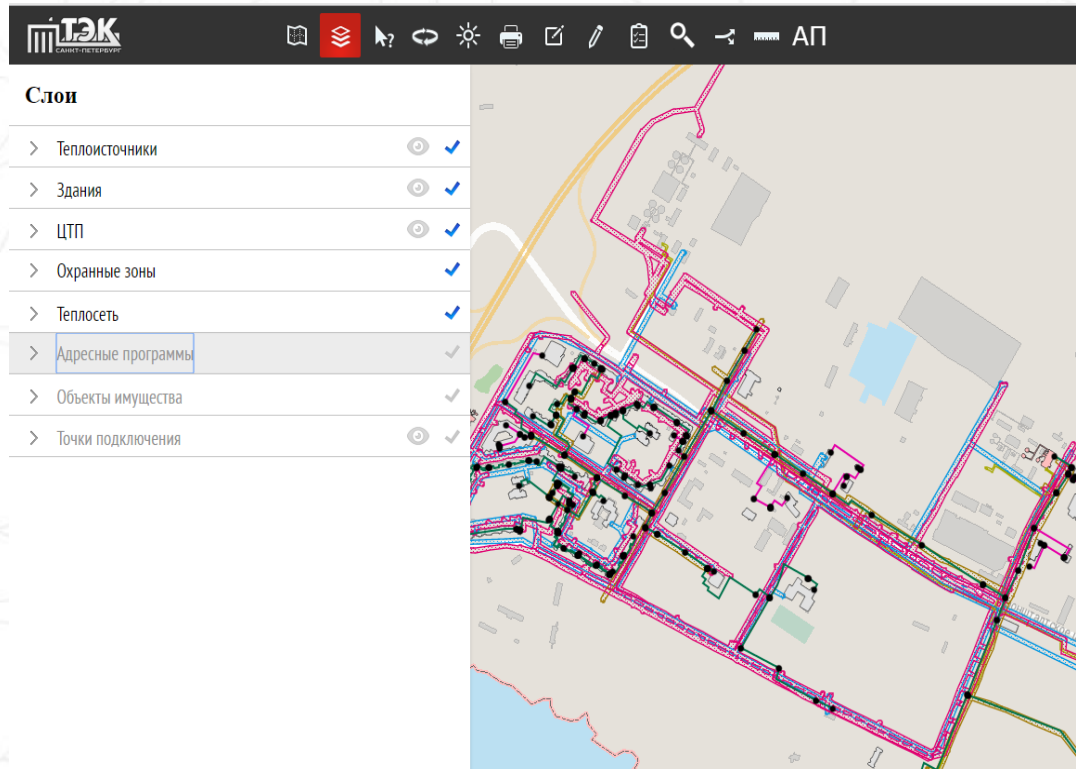 ТЭК
САНКТ-ПЕТЕРБУРГ
АП
Слои
Теплоисточники
Здания
ЦТП
Охранные зоны
Теплосеть
Адресные программы
Объекты имущества
Точки подключения